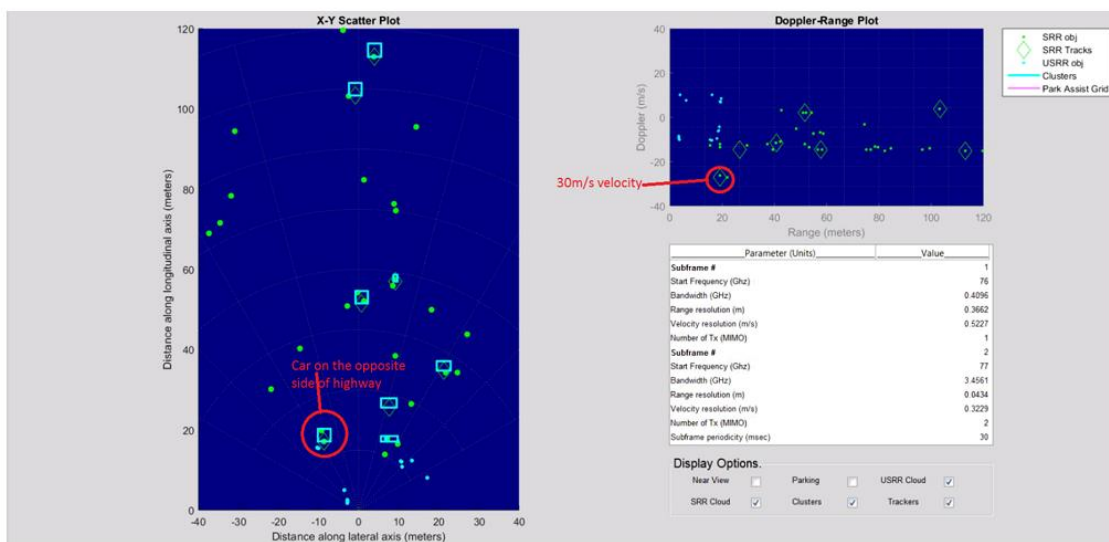 X-Y Scatter Plot
120
100
80
60
40
20
0
-40
-30
-20
-10
0
10
20
30
40
Distance along longitudinal axis (meters)
Distance along lateral axis (meters)
Car on the opposite
side of highway
Doppler-Range Plot
40
20
0
-20
-40
0
20
40
60
80
100
120
Doppler (m/s)
Range (meters)
30m/s velocity
SRR obj
SRR Tracks
USRR obj
Clusters
Park Assist Grid
Parameter (Units) Value
Subframe # 1
Start Frequency (Ghz) 76
Bandwidth (GHz) 0.4096
Range resolution (m) 0.3662
Velocity resolution (m/s) 0.5227
Number of Tx (MIMO) 1
Subframe # 2
Start Frequency (Ghz) 77
Bandwidth (GHz) 3.4561
Range resolution (m) 0.0434
Velocity resolution (m/s) 0.3229
Number of Tx (MIMO) 2
Subframe periodicity (msec) 30
Display Options.
Near View Parking USRR Cloud
SRR Cloud Clusters Trackers